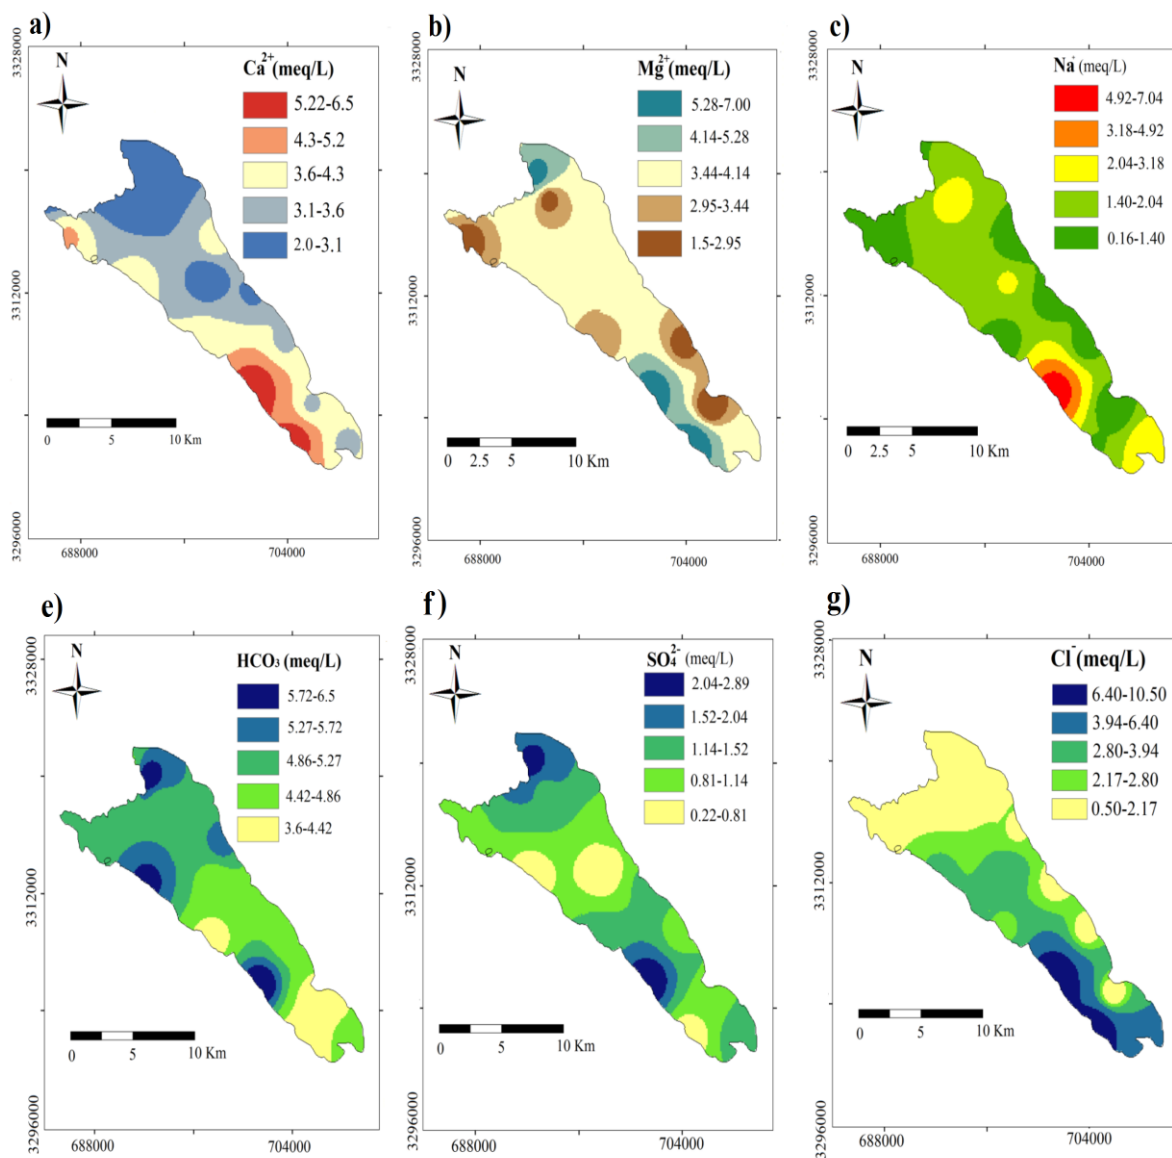 a)
3328000
3312000
3296000
N
Ca2+(meq/L)
5.22-6.5
4.3-5.2
3.6-4.3
3.1-3.6
2.0-3.1
0 5 10 Km
688000 704000
b)
3328000
3312000
3296000
N
Mg2+(meq/L)
5.28-7.00
4.14-5.28
3.44-4.14
2.95-3.44
1.5-2.95
0 2.5 5 10 Km
688000 704000
c)
3328000
3312000
3296000
N
Na+ (meq/L)
4.92-7.04
3.18-4.92
2.04-3.18
1.40-2.04
0.16-1.40
0 2.5 5 10 Km
688000 704000
e)
3328000
3312000
3296000
N
HCO3 (meq/L)
5.72-6.5
5.27-5.72
4.86-5.27
4.42-4.86
3.6-4.42
0 5 10 Km
688000 704000
f)
3328000
3312000
3296000
N
SO4 2- (meq/L)
2.04-2.89
1.52-2.04
1.14-1.52
0.81-1.14
0.22-0.81
0 5 10 Km
688000 704000
g)
3328000
3312000
3296000
N
Cl-(meq/L)
6.40-10.50
3.94-6.40
2.80-3.94
2.17-2.80
0.50-2.17
0 5 10 Km
688000 704000